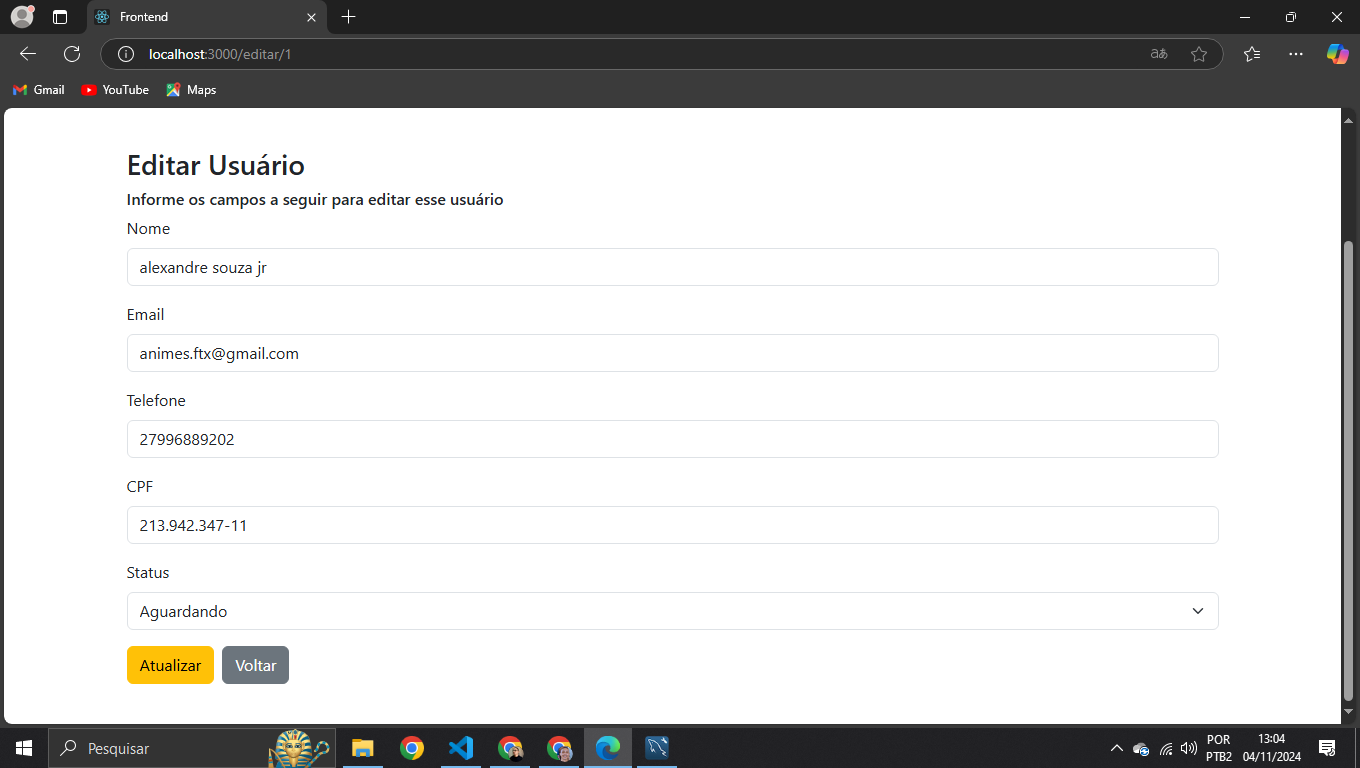 Frontend
localhost:3000/editar/1
aあ
Gmail YouTube Maps
Editar Usuário
Informe os campos a seguir para editar esse usuário
Nome
alexandre souza jr
Email
animes.ftx@gmail.com
Telefone
27996889202
CPF
213.942.347-11
Status
Aguardando
Atualizar Voltar
Pesquisar
POR 13:04
PTB2 04/11/2024